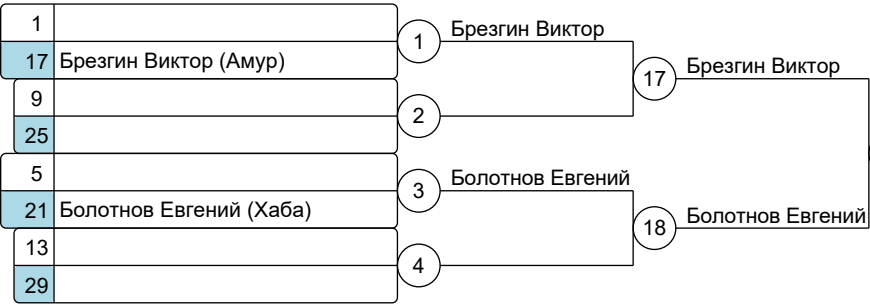 1
17 Брезгин Виктор (Амур)
9
25
5
21 Болотнов Евгений (Хаба)
13
29
1
2
3
4
Брезгин Виктор
Болотнов Евгений
17
18
Брезгин Виктор
Болотнов Евгений